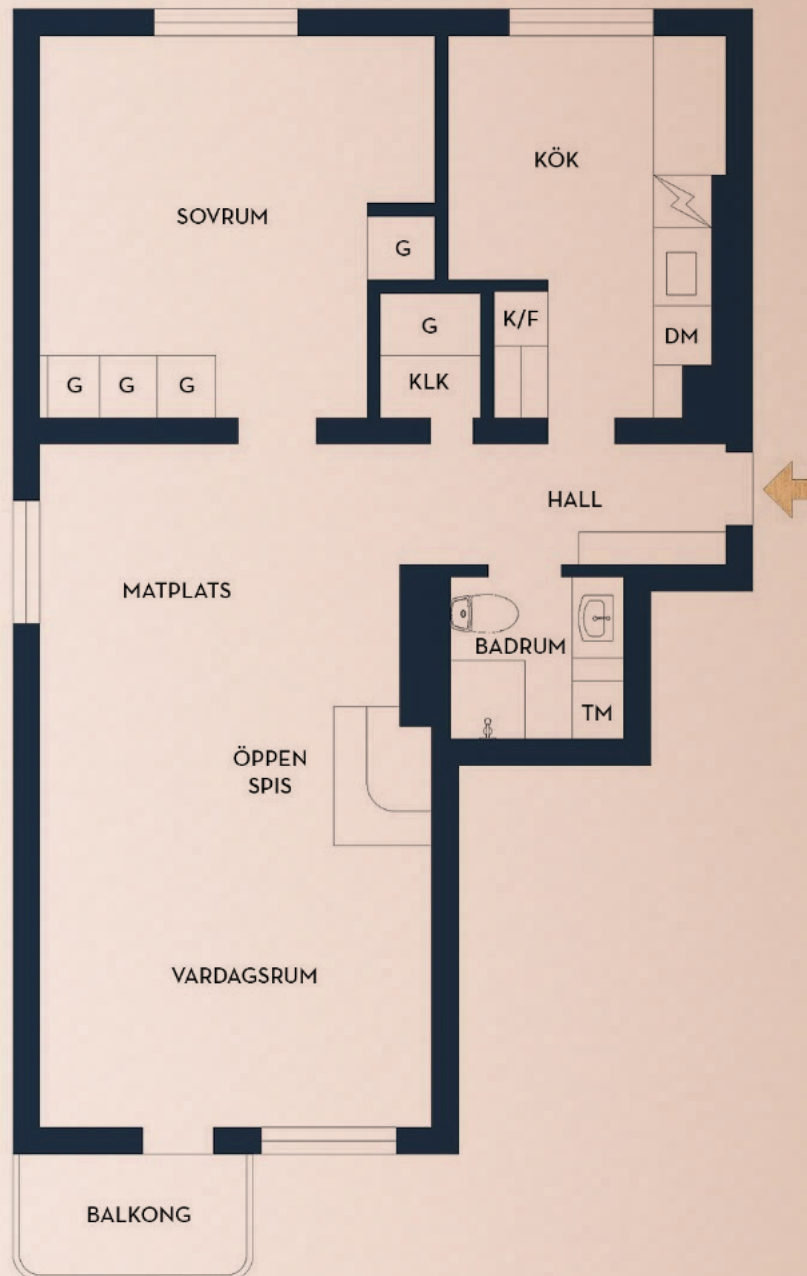 KÖK
SOVRUM
G
K/F
G
DM
G G G
KLK
HALL
MATPLATS
BADRUM
TM
ÖPPEN
SPIS
VARDAGSRUM
BALKONG